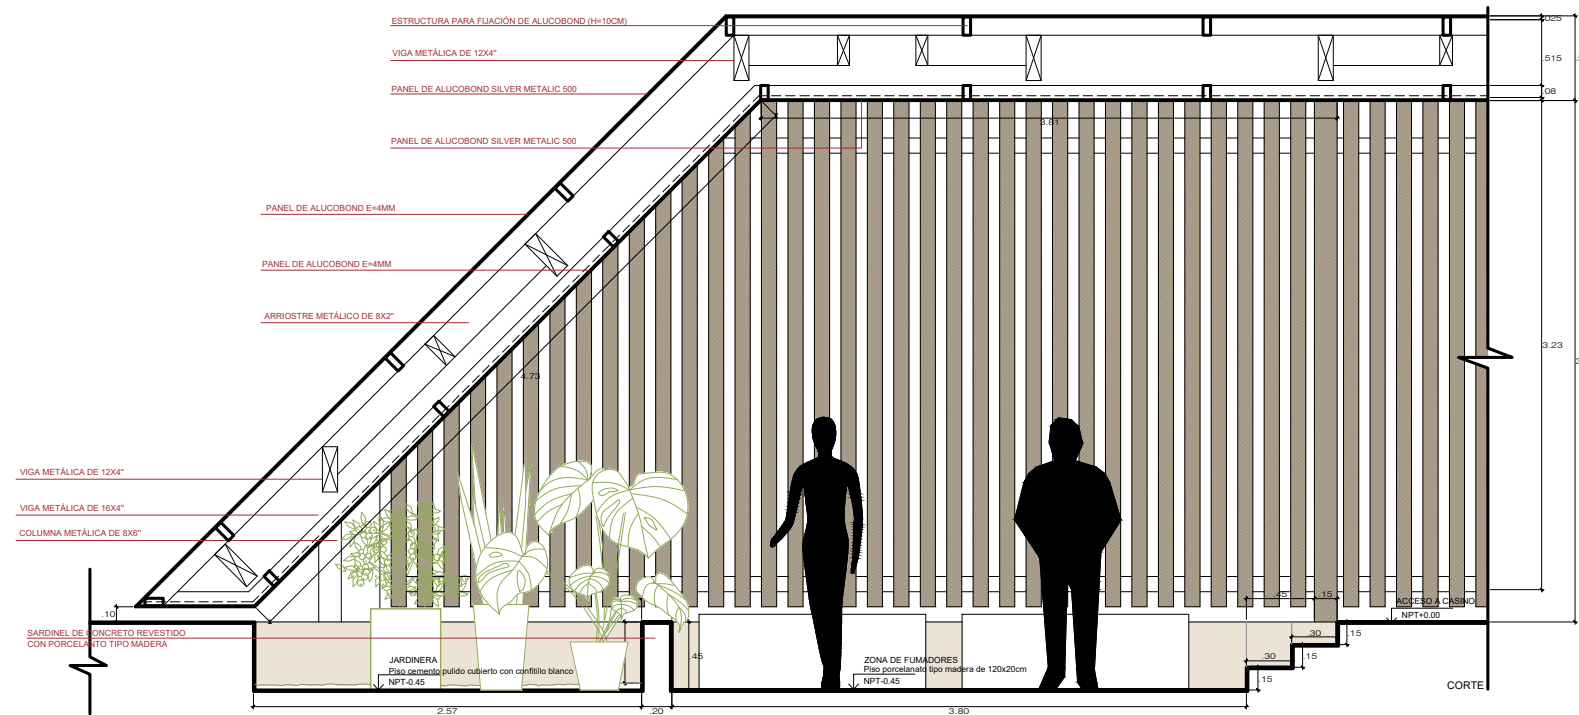 ESTRUCTURA PARA FIJACIÓN DE ALUCOBOND (H=10CM)
VIGA METÁLICA DE 12X4"
PANEL DE ALUCOBOND SILVER METALIC 500
PANEL DE ALUCOBOND SILVER METALIC 500
PANEL DE ALUCOBOND E=4MM
PANEL DE ALUCOBOND E=4MM
ARRIOSTRE METÁLICO DE 8X2"
VIGA METÁLICA DE 12X4"
VIGA METÁLICA DE 16X4"
COLUMNA METÁLICA DE 8X6"
SARDINEL DE CONCRETO REVESTIDO
CON PORCELANTO TIPO MADERA
.025
.515
.08
3.81
3.23
4.73
.10
.45
.15
ACCESO A CASINO
NPT+0.00
.30
.15
.30
.15
.15
.45
JARDINERA
Piso cemento pulido cubierto con confitillo blanco
NPT-0.45
ZONA DE FUMADORES
Piso porcelanato tipo madera de 120x20cm
NPT-0.45
CORTE
2.57
.20
3.80